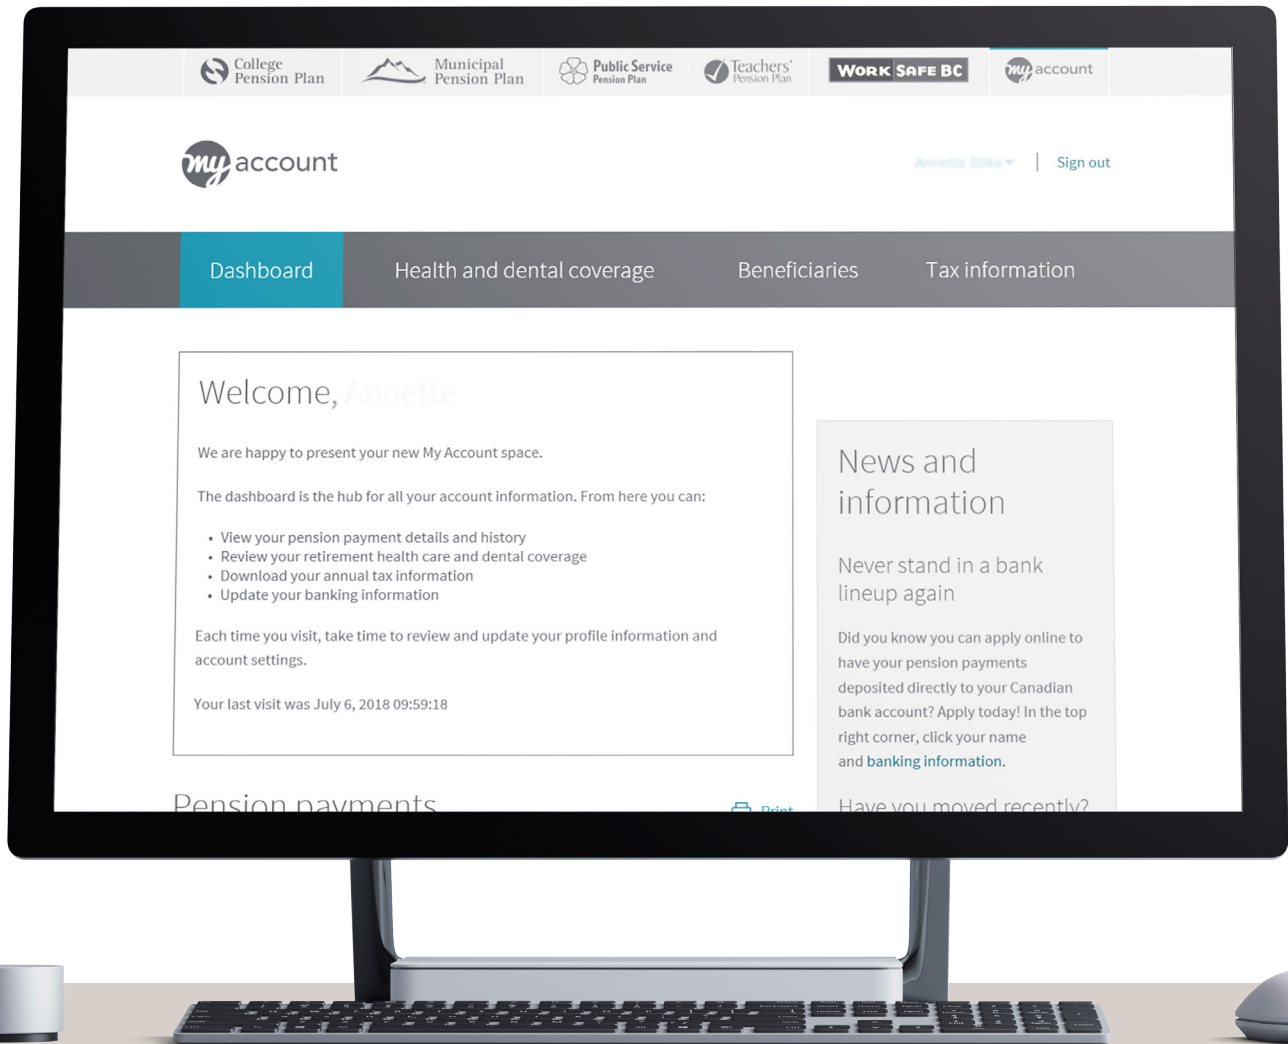 College
Pension Plan
Municipal
Pension Plan
Public Service
Pension Plan
Teachers'
Pension Plan
WORK SAFE BC
my account
my account
Annette Stika
Sign out
Dashboard
Health and dental coverage
Beneficiaries
Tax information
Welcome, Annette
We are happy to present your new My Account space.
The dashboard is the hub for all your account information. From here you can:
• View your pension payment details and history
• Review your retirement health care and dental coverage
• Download your annual tax information
• Update your banking information
Each time you visit, take time to review and update your profile information and
account settings.
Your last visit was July 6, 2018 09:59:18
Pension payments
Print
News and
information
Never stand in a bank
lineup again
Did you know you can apply online to
have your pension payments
deposited directly to your Canadian
bank account? Apply today! In the top
right corner, click your name
and banking information.
Have you moved recently?